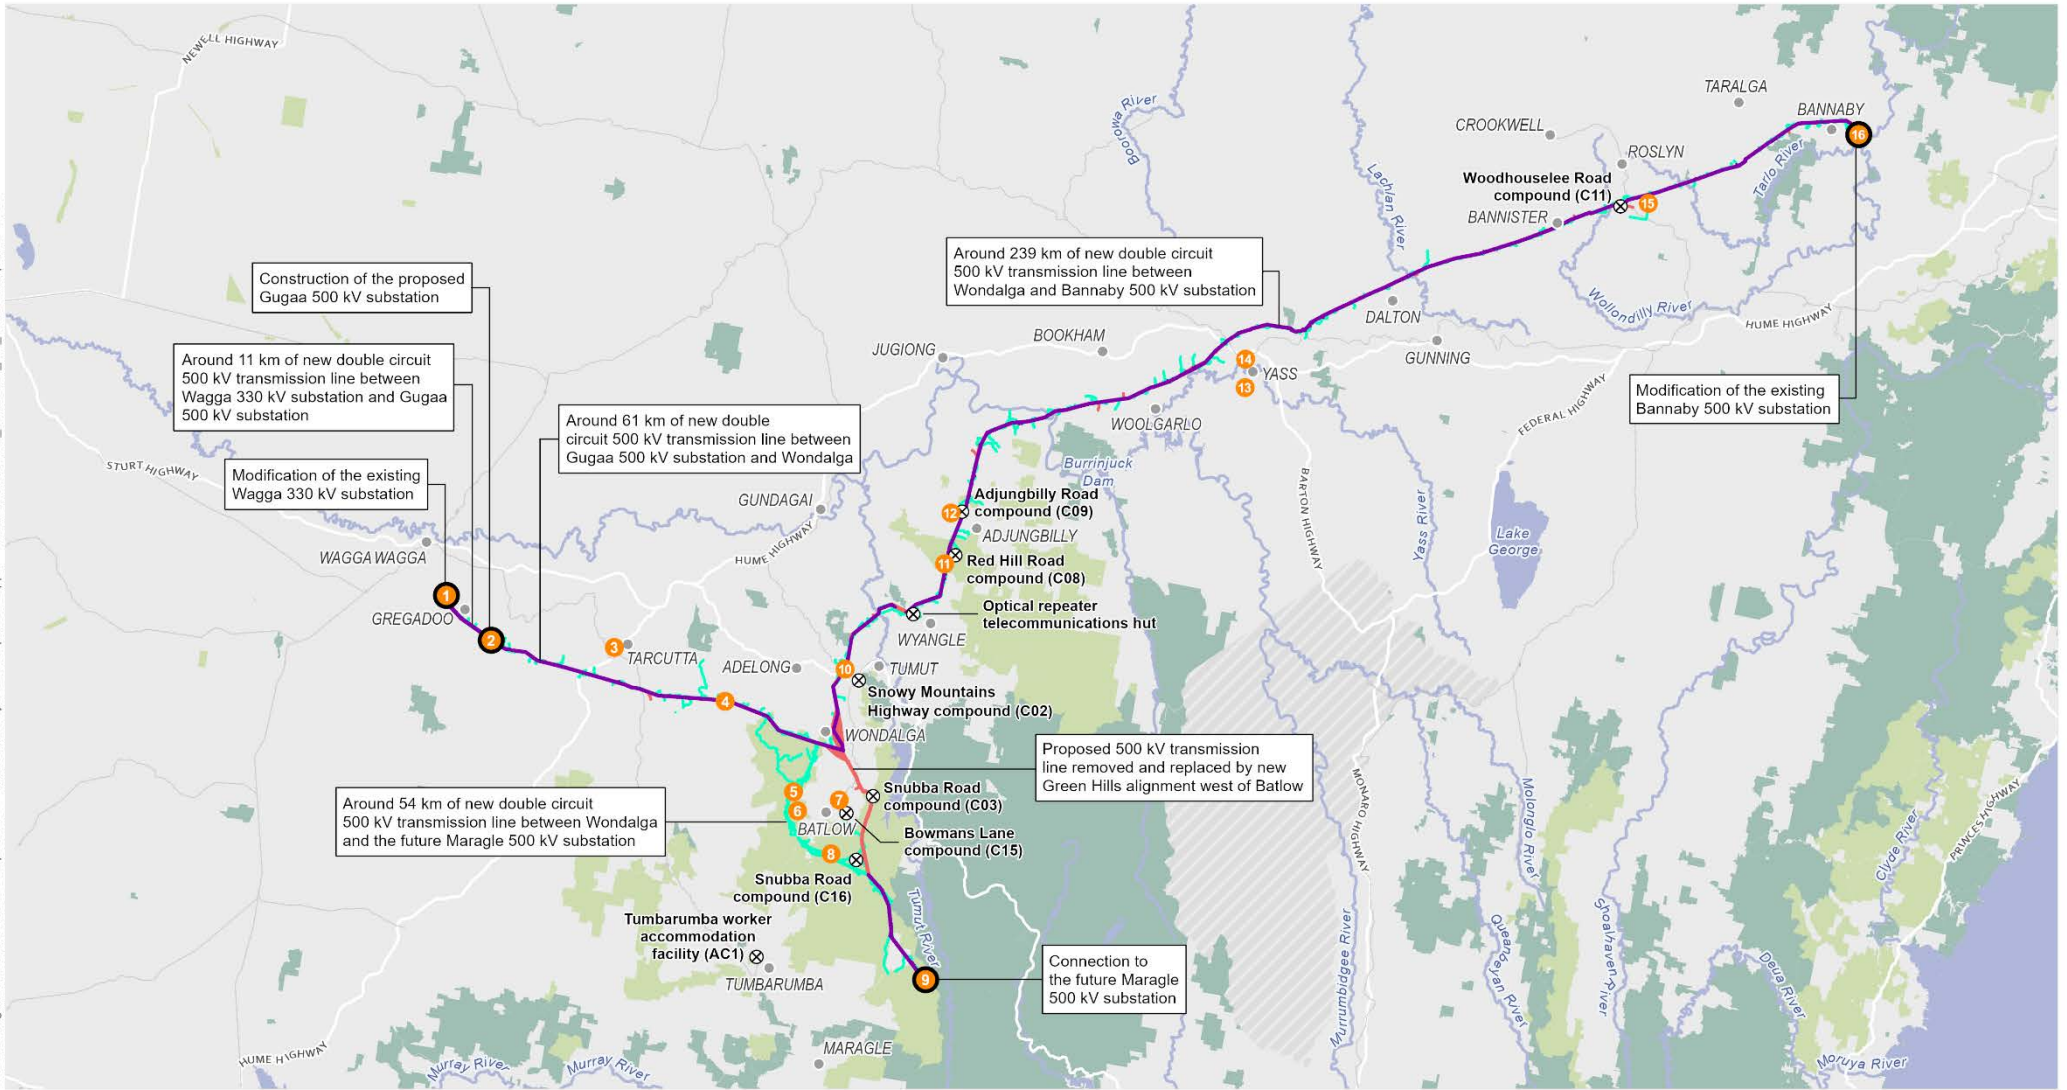 NEWELL HIGHWAY
Boorowa River
TARALGA
BANNABY
CROOKWELL
16
ROSLYN
Tarlo River
Lachlan River
Woodhouselee Road
compound (C11)
15
BANNISTER
Around 239 km of new double circuit
500 kV transmission line between
Wondalga and Bannaby 500 kV substation
Construction of the proposed
Gugaa 500 kV substation
Wollondilly River
DALTON
HUME HIGHWAY
BOOKHAM
JUGIONG
GUNNING
14
YASS
13
Around 11 km of new double circuit
500 kV transmission line between
Wagga 330 kV substation and Gugaa
500 kV substation
Modification of the existing
Bannaby 500 kV substation
FEDERAL HIGHWAY
WOOLGARLO
Around 61 km of new double
circuit 500 kV transmission line between
Gugaa 500 kV substation and Wondalga
STURT HIGHWAY
Modification of the existing
Wagga 330 kV substation
Burrinjuck
Dam
BARTON HIGHWAY
Yass River
GUNDAGAI
Adjungbilly Road
compound (C09)
12
ADJUNGBILLY
Lake
George
HUME HIGHWAY
WAGGA WAGGA
11
Red Hill Road
compound (C08)
1
GREGADOO
Optical repeater
telecommunications hut
WYANGLE
2
3
TARCUTTA
ADELONG
10
TUMUT
4
Snowy Mountains
Highway compound (C02)
WONDALGA
Proposed 500 kV transmission
line removed and replaced by new
Green Hills alignment west of Batlow
MONARO HIGHWAY
Molonglo River
PRINCES HIGHWAY
Clyde River
Around 54 km of new double circuit
500 kV transmission line between Wondalga
and the future Maragle 500 kV substation
5
6
7
BATLOW
Snubba Road
compound (C03)
Bowmans Lane
compound (C15)
8
Snubba Road
compound (C16)
Tumut River
Tumbarumba worker
accommodation
facility (AC1)
TUMBARUMBA
9
Connection to
the future Maragle
500 kV substation
Murrumbidgee River
Queanbeyan River
Shoalhaven River
Deua River
MARAGLE
HUME HIGHWAY
Murray River
Murray River
Moruya River